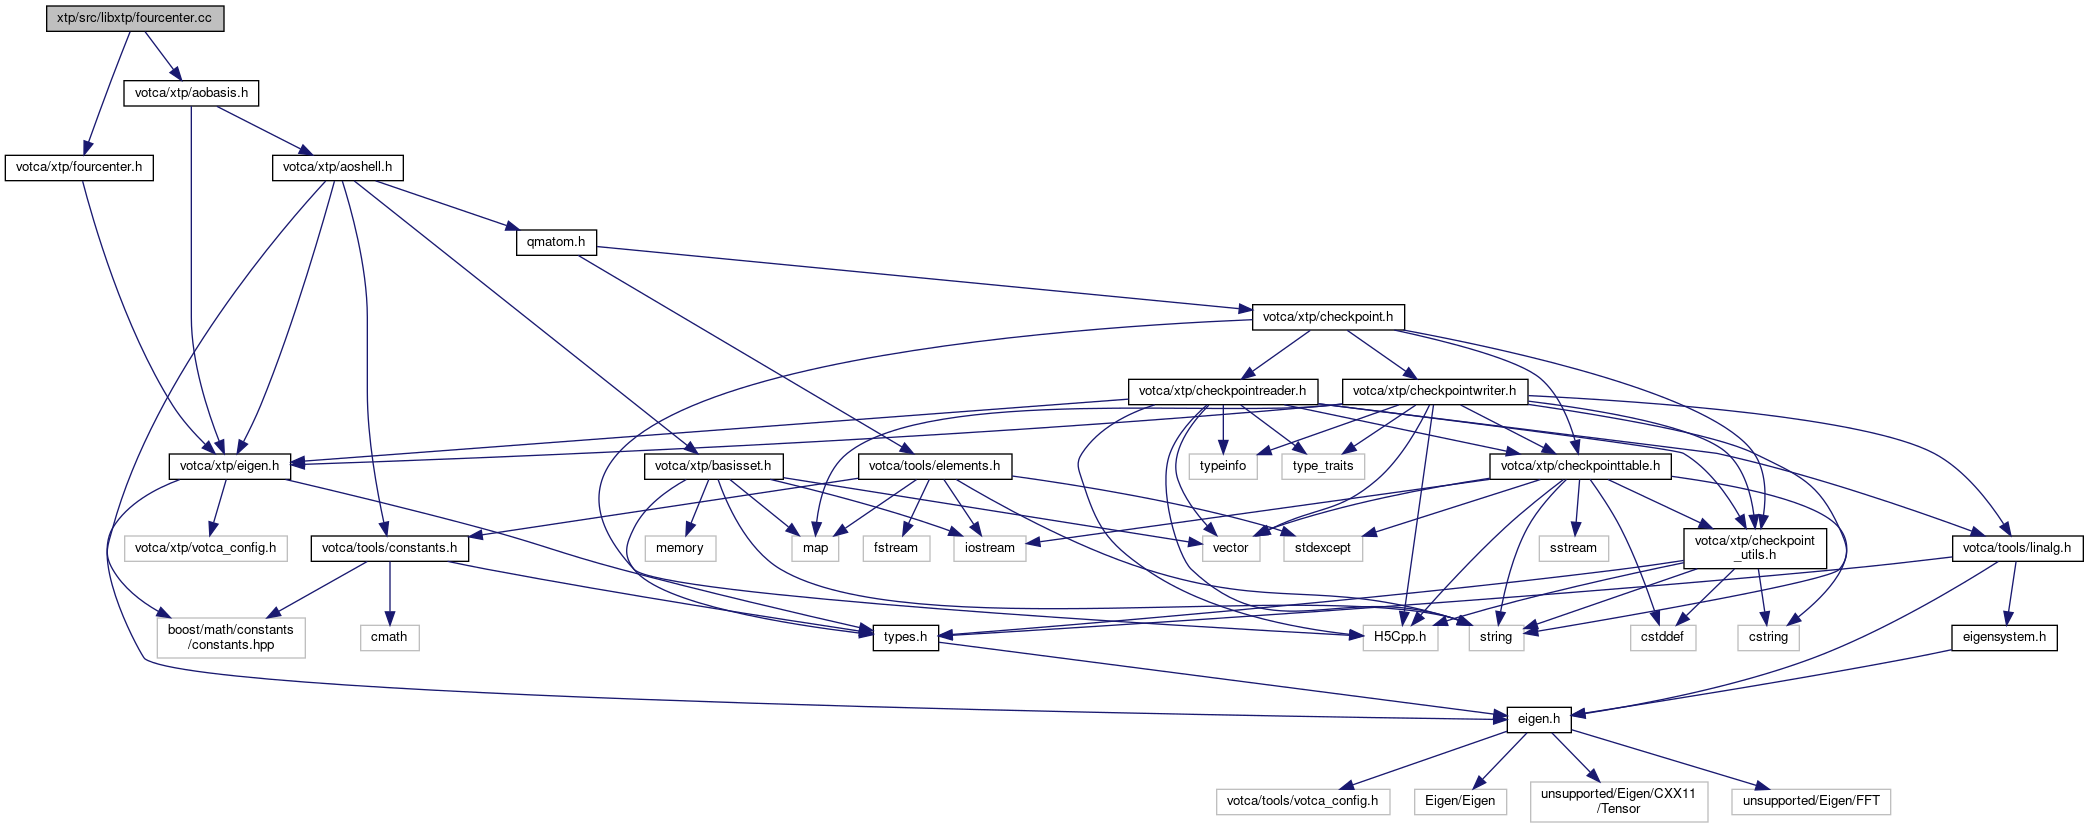 xtp/src/libxtp/fourcenter.cc
votca/xtp/aobasis.h
votca/xtp/fourcenter.h
votca/xtp/aoshell.h
qmatom.h
votca/xtp/checkpoint.h
votca/xtp/checkpointreader.h
votca/xtp/checkpointwriter.h
votca/xtp/eigen.h
votca/xtp/basisset.h
votca/tools/elements.h
typeinfo
type_traits
votca/xtp/checkpointtable.h
votca/xtp/votca_config.h
votca/tools/constants.h
memory
map
fstream
iostream
vector
stdexcept
sstream
votca/xtp/checkpoint
_utils.h
votca/tools/linalg.h
boost/math/constants
/constants.hpp
cmath
types.h
H5Cpp.h
string
cstddef
cstring
eigensystem.h
eigen.h
votca/tools/votca_config.h
Eigen/Eigen
unsupported/Eigen/CXX11
/Tensor
unsupported/Eigen/FFT